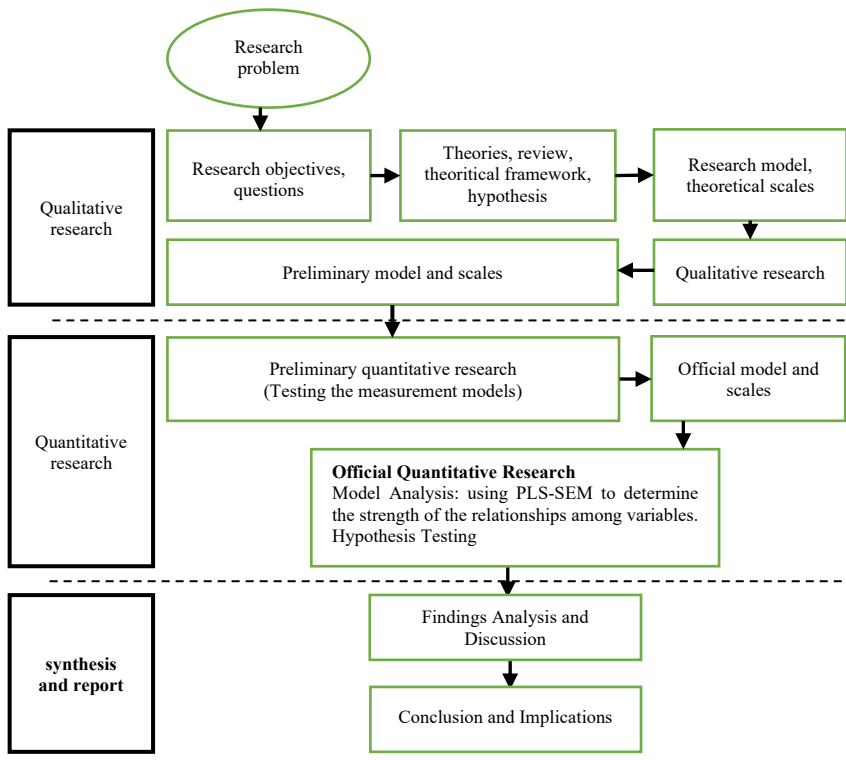 Research
problem
Qualitative
research
Research objectives,
questions
Theories, review,
theoritical framework,
hypothesis
Research model,
theoretical scales
Preliminary model and scales
Qualitative research
Quantitative
research
Preliminary quantitative research
(Testing the measurement models)
Official model and
scales
Official Quantitative Research
Model Analysis: using PLS-SEM to determine
the strength of the relationships among variables.
Hypothesis Testing
synthesis
and report
Findings Analysis and
Discussion
Conclusion and Implications